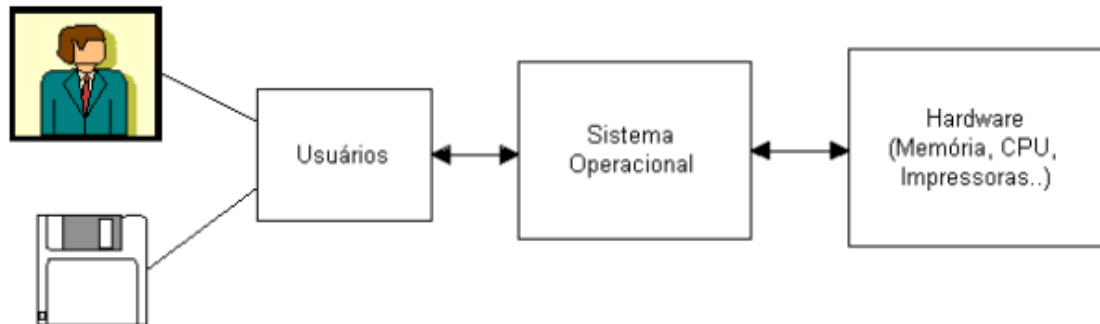 Usuários
Sistema
Operacional
Hardware
(Memória, CPU,
Impressoras..)